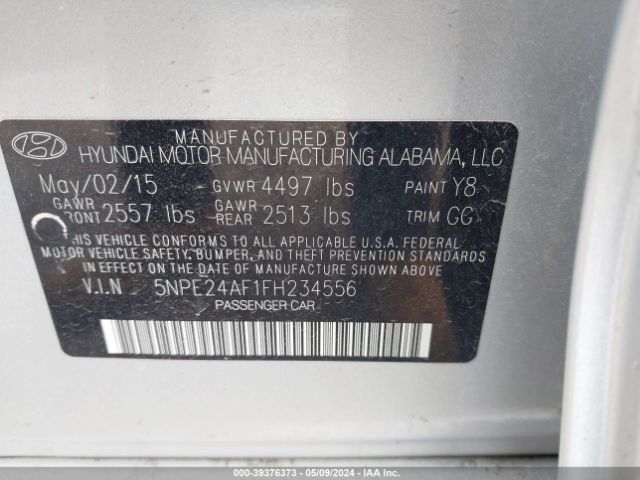 MANUFACTURED BY
HYUNDAI MOTOR MANUFACTURING ALABAMA, LLC
May/02/15 GVWR 4497 lbs PAINT Y8
GAWR FRONT 2557 lbs GAWR REAR 2513 lbs TRIM GG
THIS VEHICLE CONFORMS TO ALL APPLICABLE U.S.A. FEDERAL
MOTOR VEHICLE SAFETY, BUMPER, AND THEFT PREVENTION STANDARDS
IN EFFECT ON THE DATE OF MANUFACTURE SHOWN ABOVE
V.I.N 5NPE24AF1FH234556
PASSENGER CAR
000-39376373 - 05/09/2024 - IAA Inc.